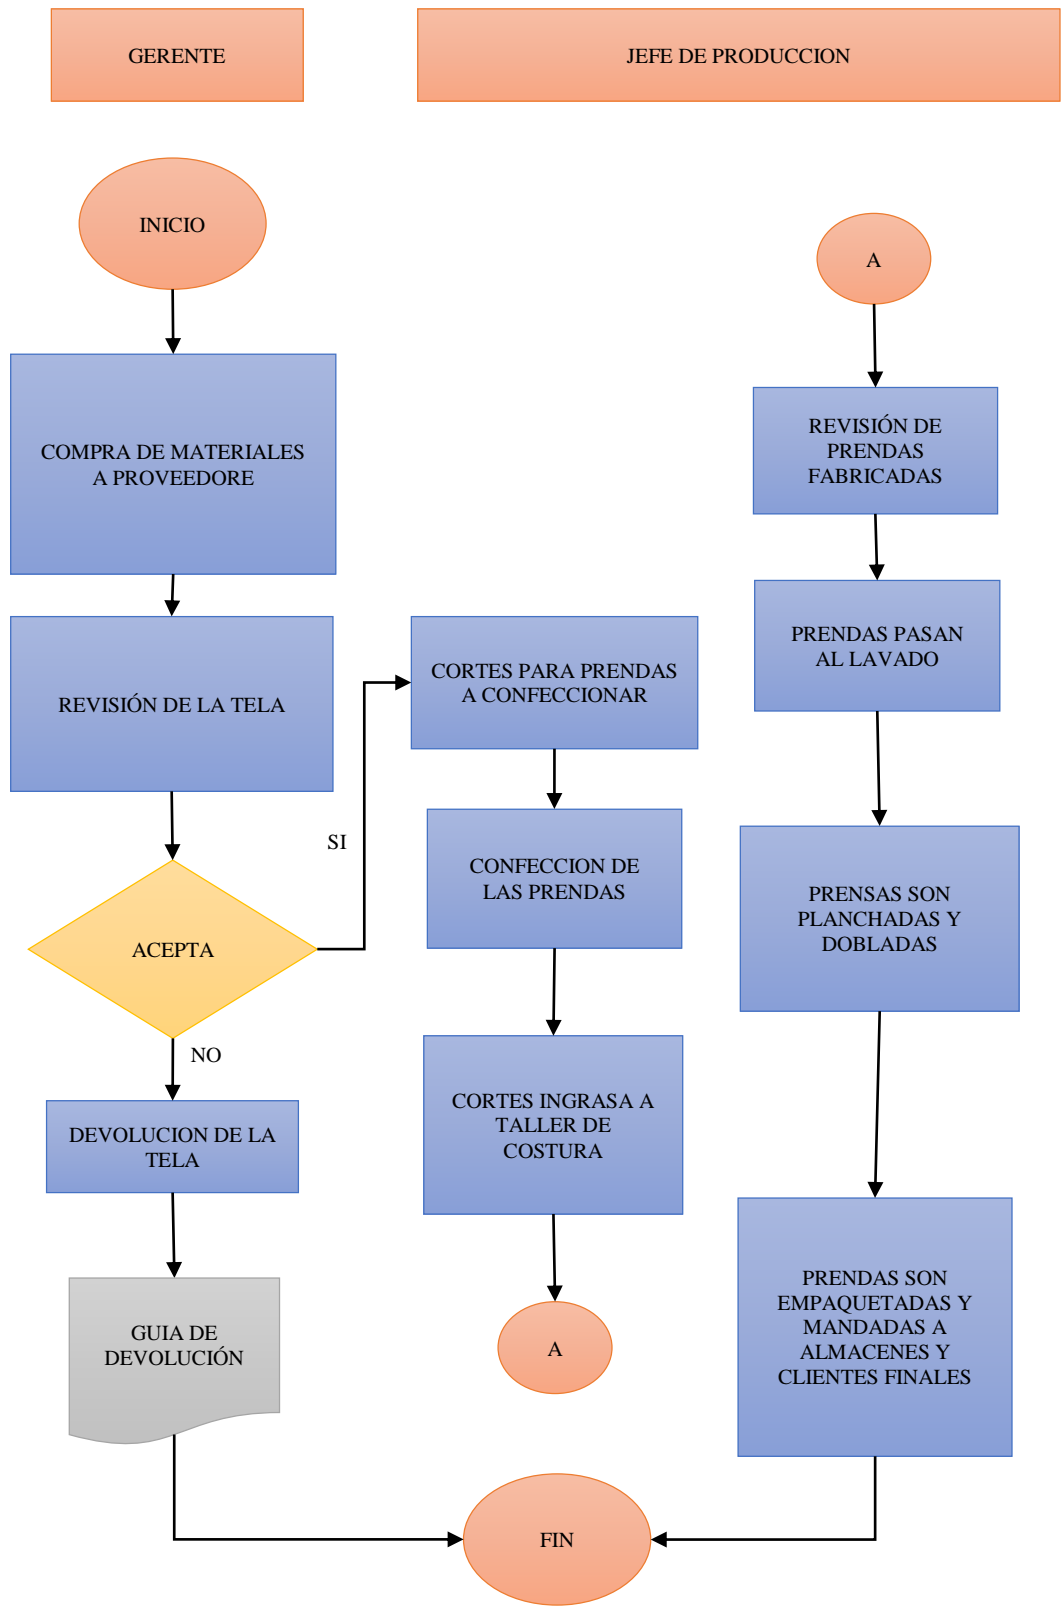 GERENTE
JEFE DE PRODUCCION
INICIO
COMPRA DE MATERIALES
A PROVEEDORE
REVISIÓN DE LA TELA
ACEPTA
SI
NO
DEVOLUCION DE LA
TELA
GUIA DE
DEVOLUCIÓN
CORTES PARA PRENDAS
A CONFECCIONAR
CONFECCION DE
LAS PRENDAS
CORTES INGRASA A
TALLER DE
COSTURA
A
A
REVISIÓN DE
PRENDAS
FABRICADAS
PRENDAS PASAN
AL LAVADO
PRENSAS SON
PLANCHADAS Y
DOBLADAS
PRENDAS SON
EMPAQUETADAS Y
MANDADAS A
ALMACENES Y
CLIENTES FINALES
FIN